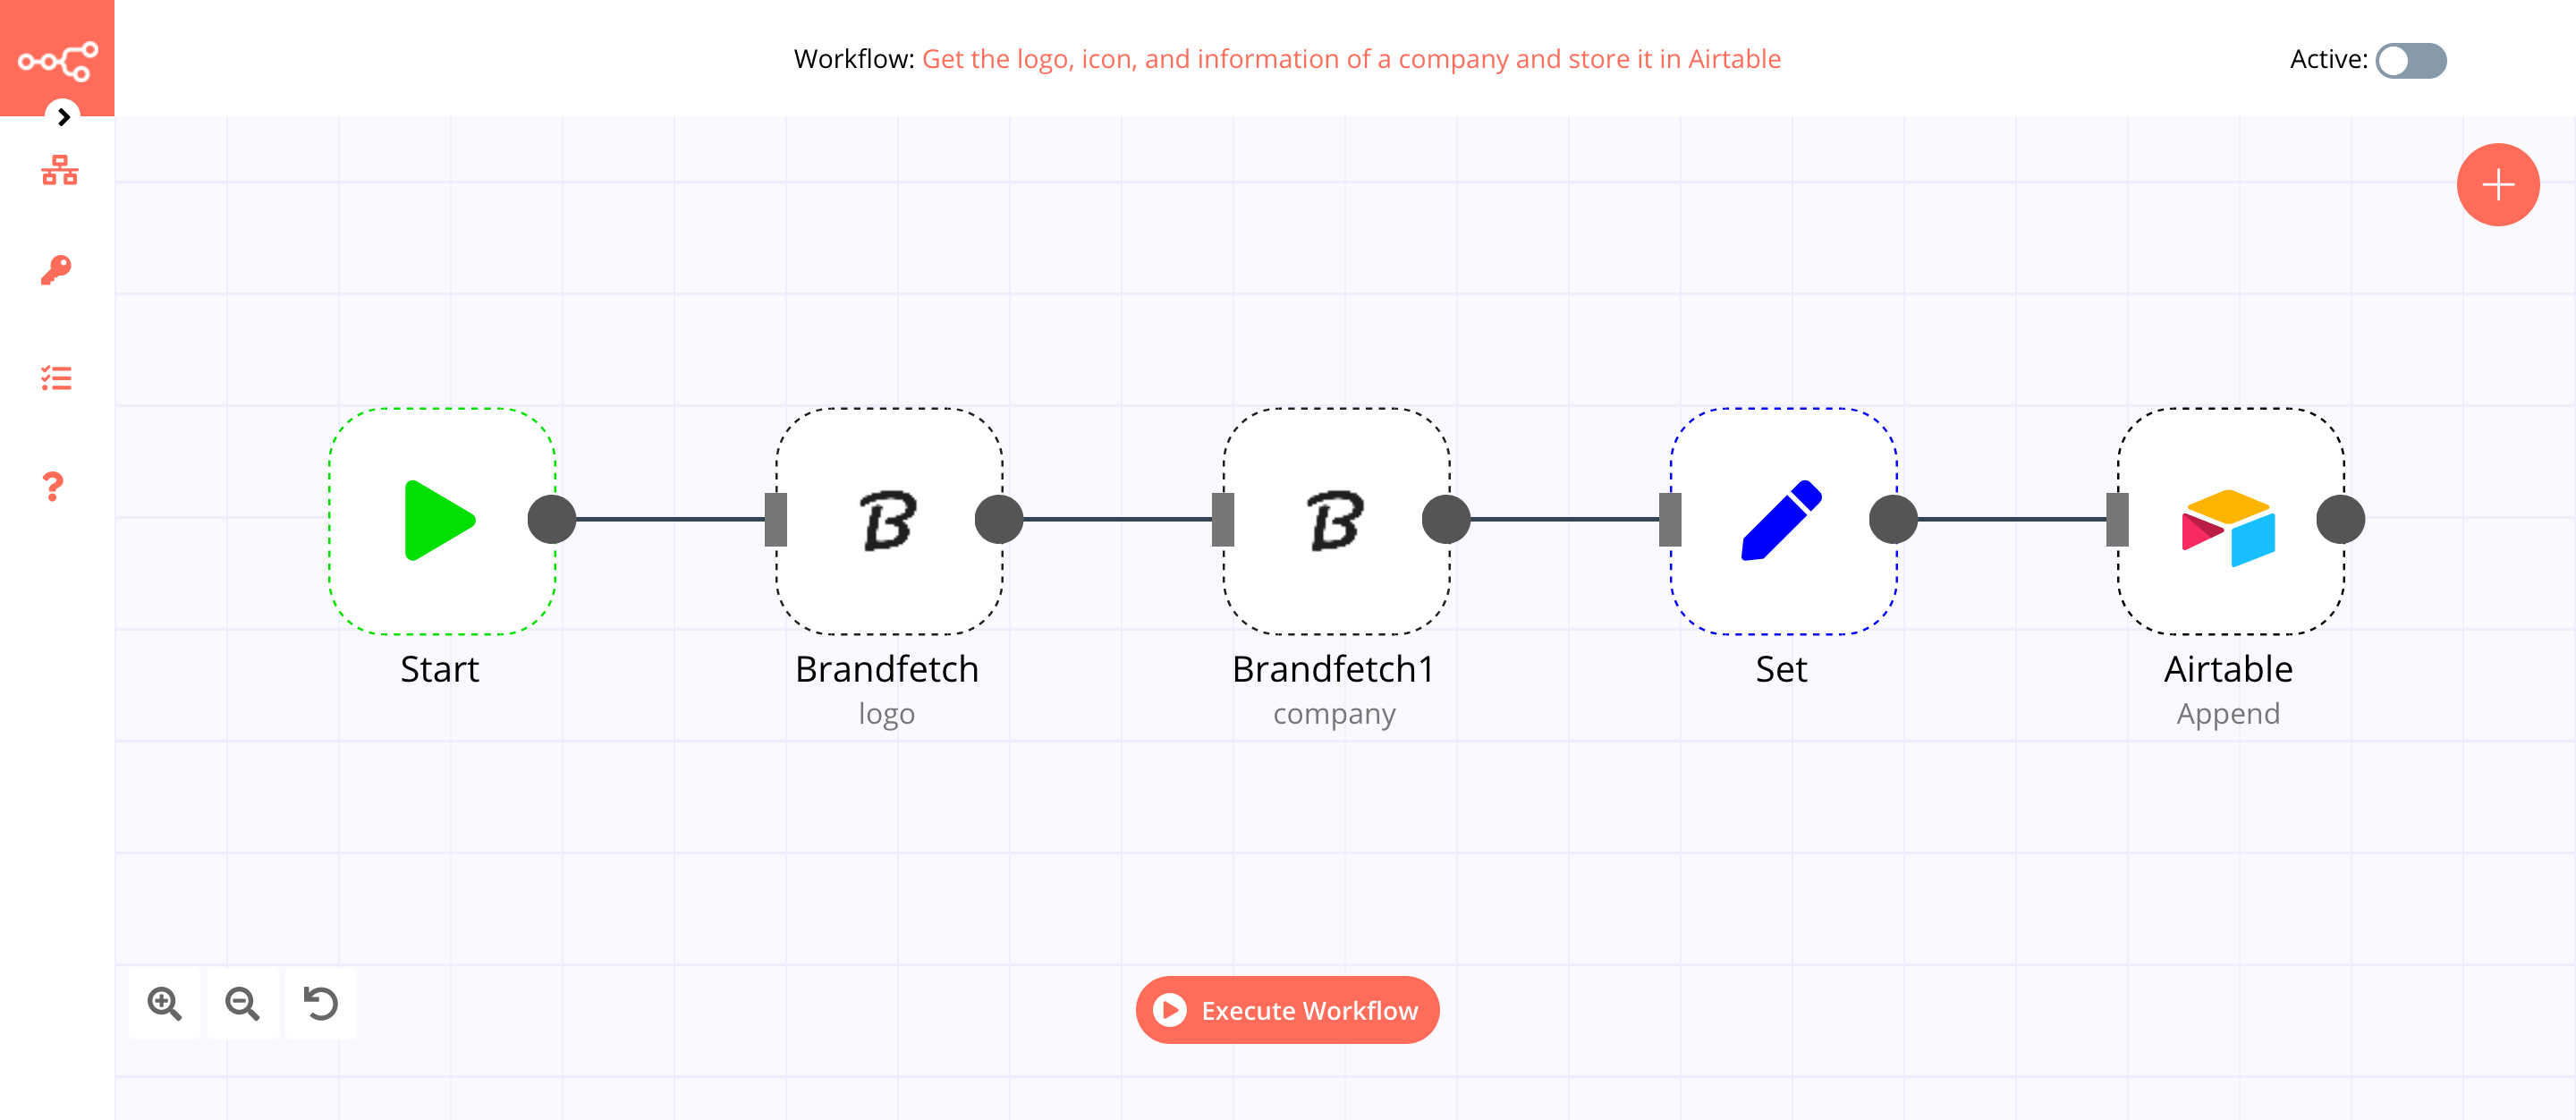 Workflow: Get the logo, icon, and information of a company and store it in Airtable
Active:
Start
Brandfetch
logo
Brandfetch1
company
Set
Airtable
Append
Execute Workflow